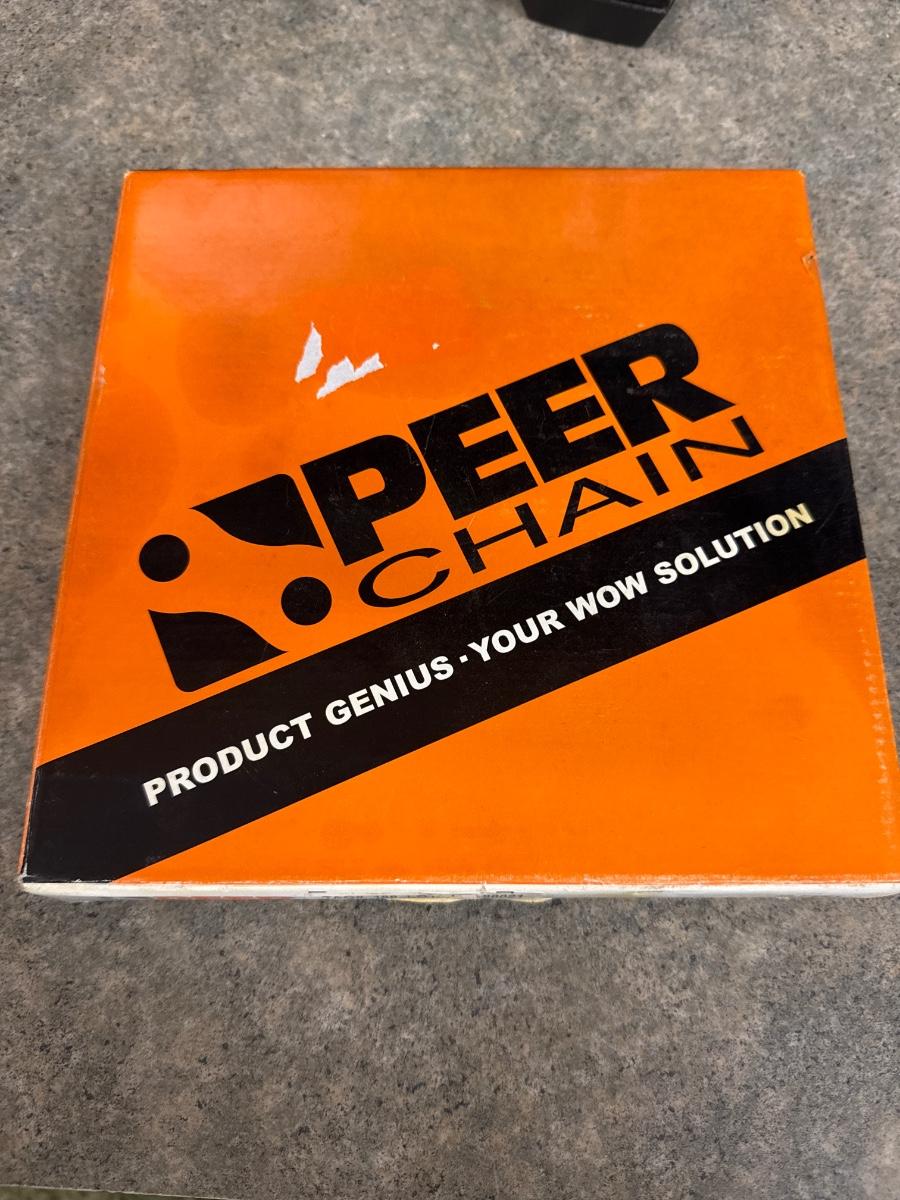 PEER
CHAIN
PRODUCT GENIUS · YOUR WOW SOLUTION